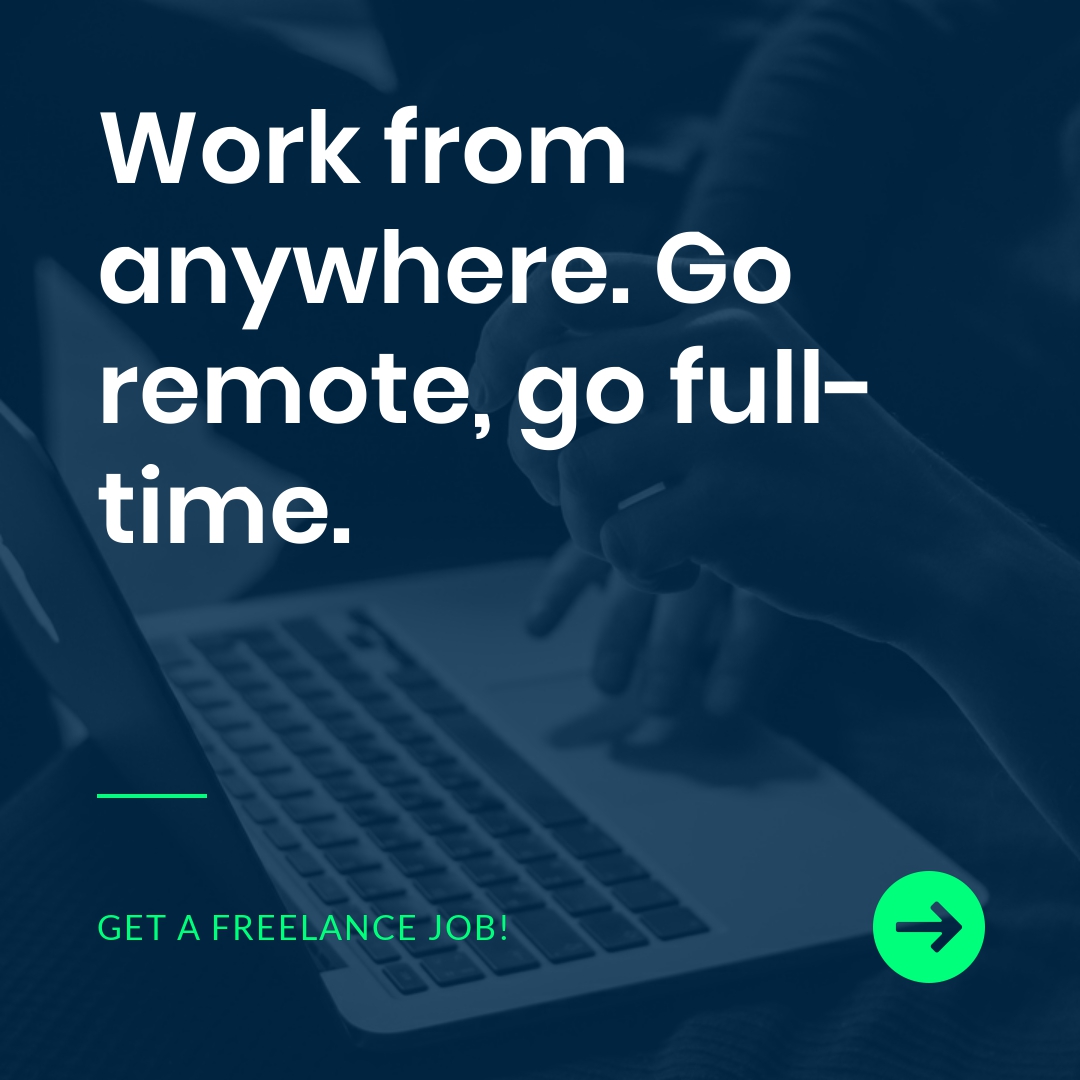 Work from
anywhere. Go
remote, go full-
time.
GET A FREELANCE JOB!